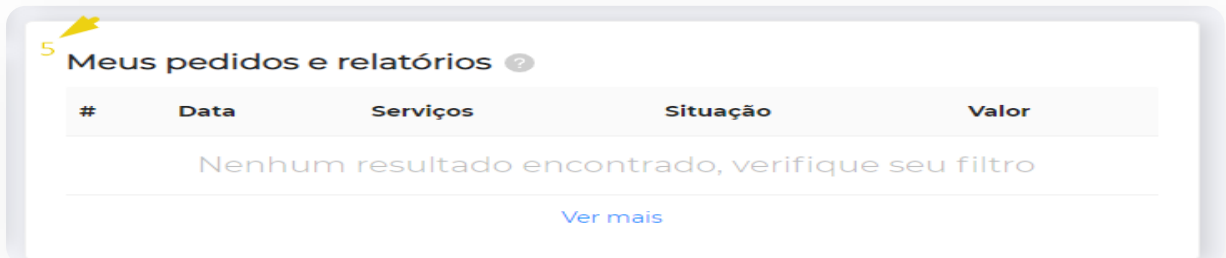 5
Meus pedidos e relatórios ?
# Data Serviços Situação Valor
Nenhum resultado encontrado, verifique seu filtro
Ver mais